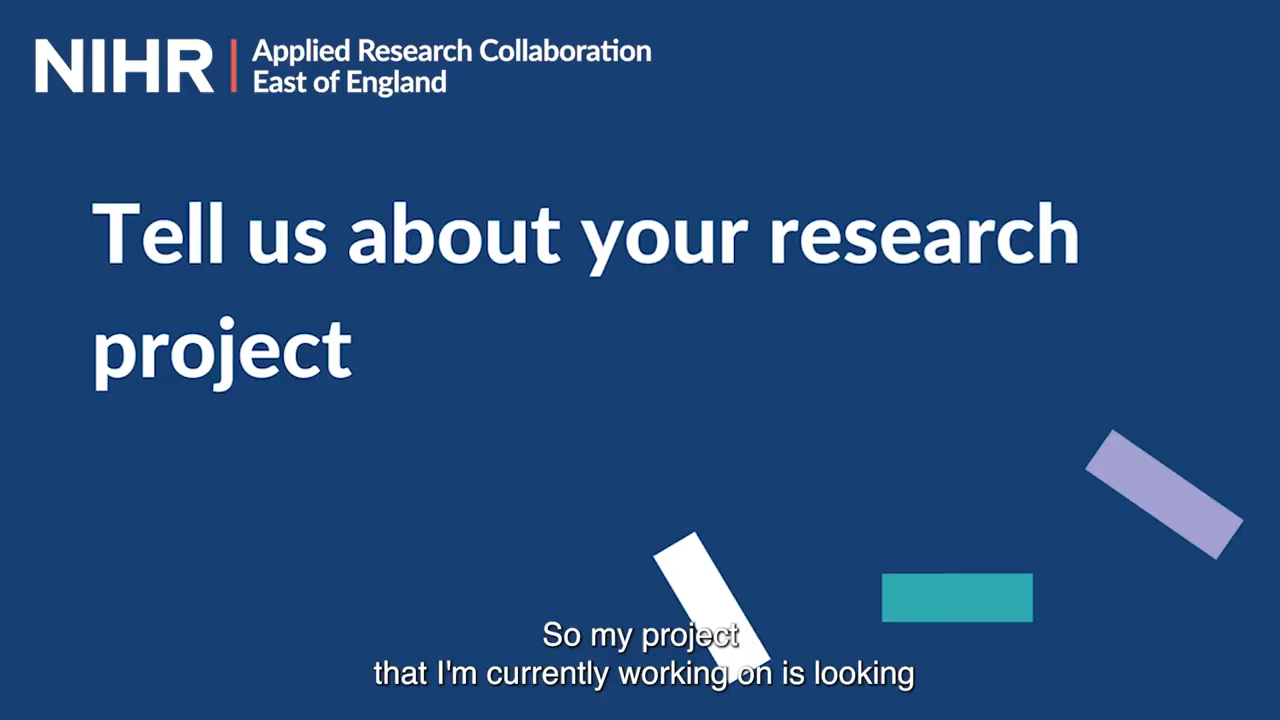 NIHR
Applied Research Collaboration
East of England
Tell us about your research
project
So my project
that I'm currently working on is looking